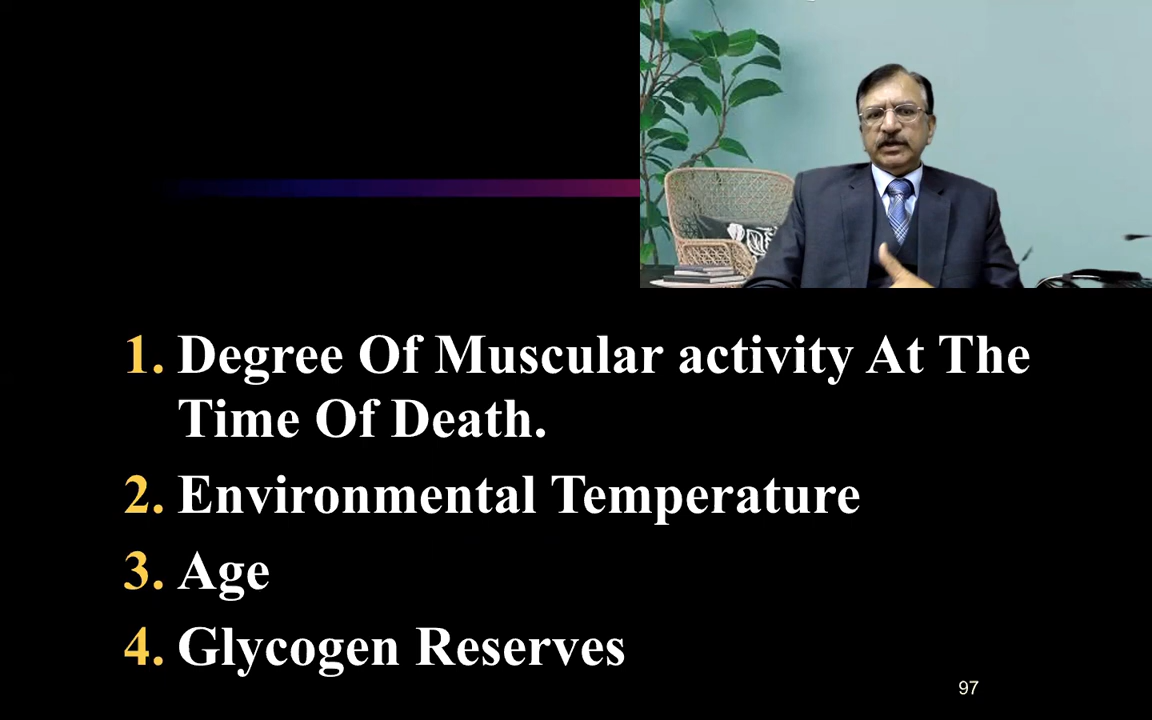 1. Degree Of Muscular activity At The
Time Of Death.
2. Environmental Temperature
3. Age
4. Glycogen Reserves
97